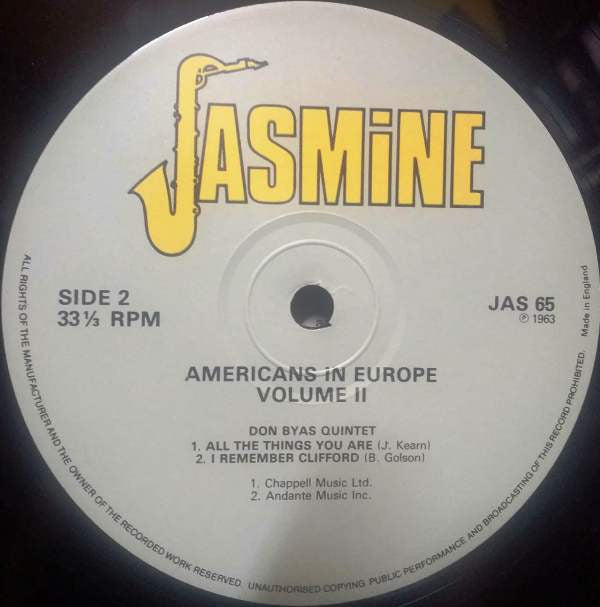 JASMiNE
SIDE 2
33⅓ RPM
JAS 65
℗ 1963
Made in England
AMERICANS iN EUROPE
VOLUME II
DON BYAS QUINTET
1. ALL THE THINGS YOU ARE (J. Kearn)
2. I REMEMBER CLIFFORD (B. Golson)
1. Chappell Music Ltd.
2. Andante Music Inc.
ALL RIGHTS OF THE MANUFACTURER AND THE OWNER OF THE RECORDED WORK RESERVED. UNAUTHORISED COPYING PUBLIC PERFORMANCE AND BROADCASTING OF THIS RECORD PROHIBITED.